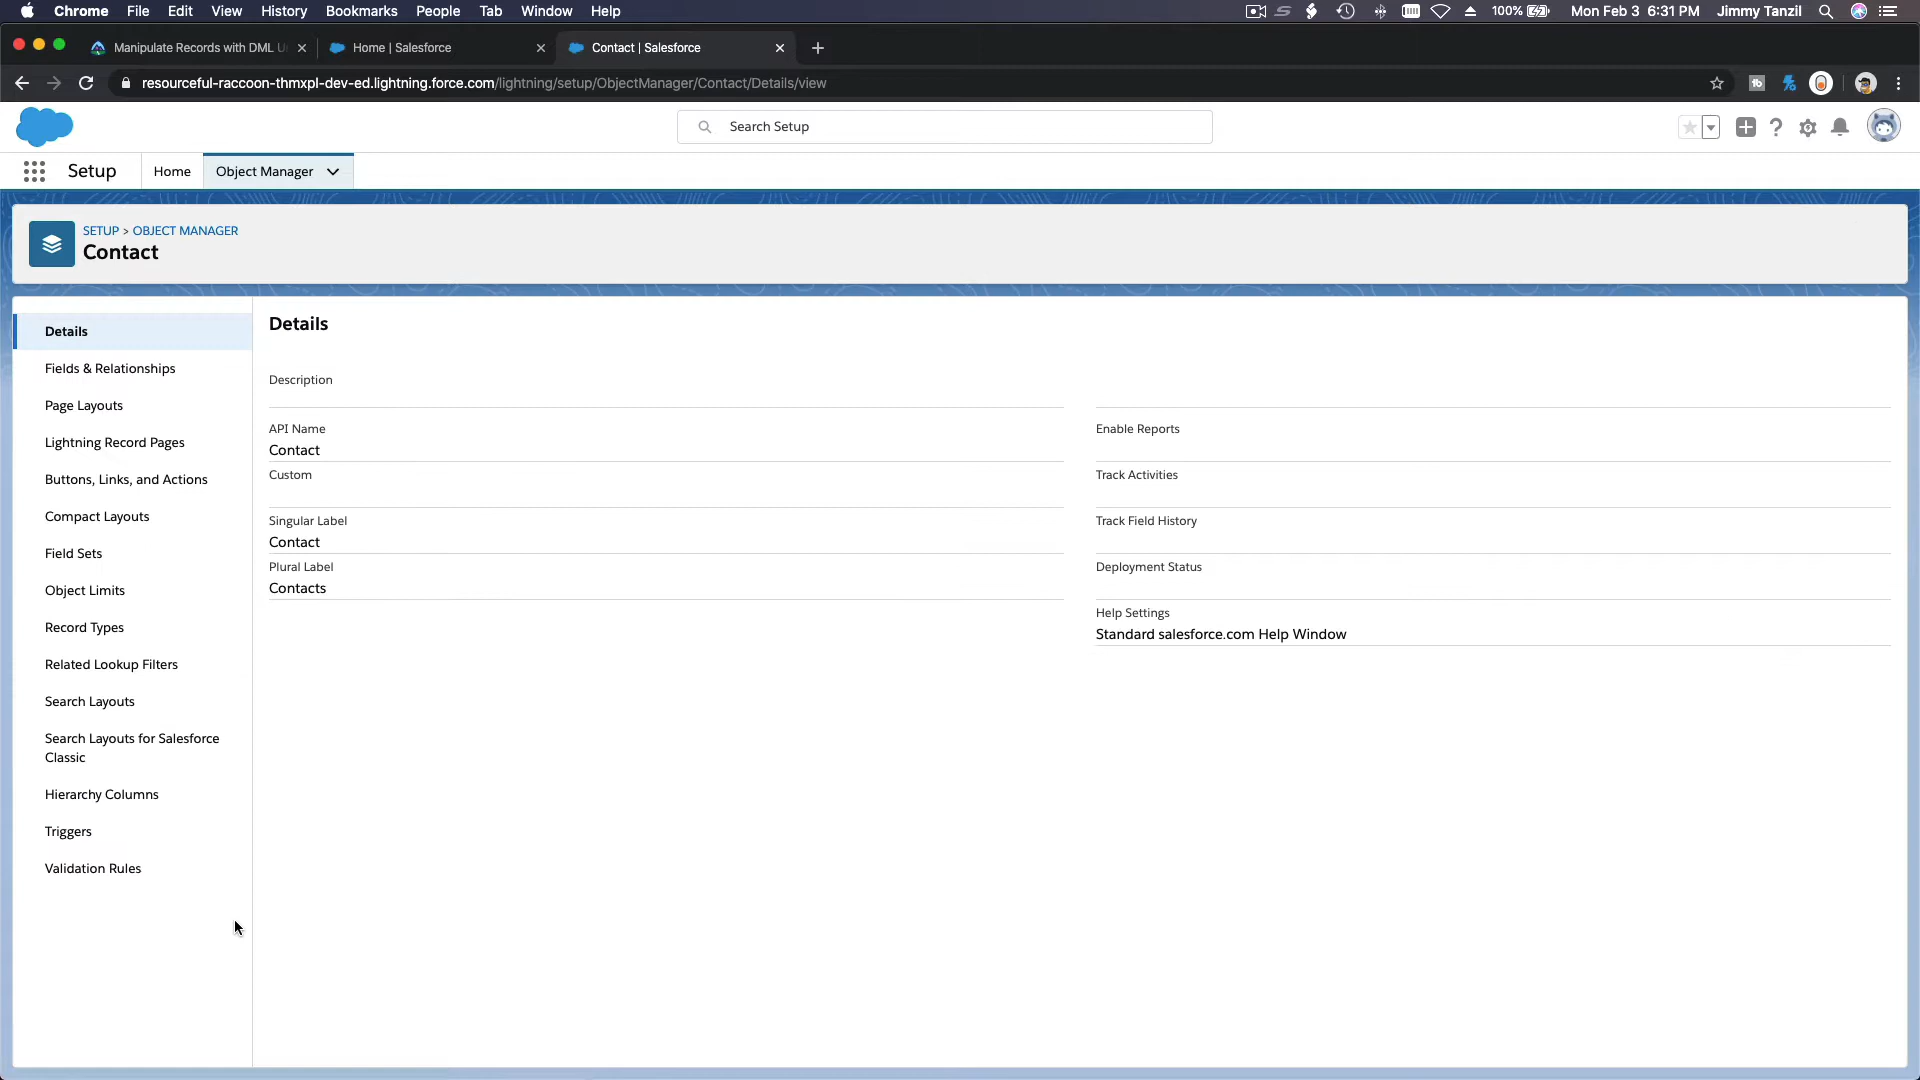 Chrome File Edit View History Bookmarks People Tab Window Help 100% Mon Feb 3 6:31 PM Jimmy Tanzil
Manipulate Records with DML Home | Salesforce Contact | Salesforce
resourceful-raccoon-thmxpl-dev-ed.lightning.force.com/lightning/setup/ObjectManager/Contact/Details/view
Search Setup
Setup Home Object Manager
SETUP > OBJECT MANAGER
Contact
Details
Fields & Relationships
Page Layouts
Lightning Record Pages
Buttons, Links, and Actions
Compact Layouts
Field Sets
Object Limits
Record Types
Related Lookup Filters
Search Layouts
Search Layouts for Salesforce
Classic
Hierarchy Columns
Triggers
Validation Rules
Details
Description
API Name
Contact
Custom
Singular Label
Contact
Plural Label
Contacts
Enable Reports
Track Activities
Track Field History
Deployment Status
Help Settings
Standard salesforce.com Help Window